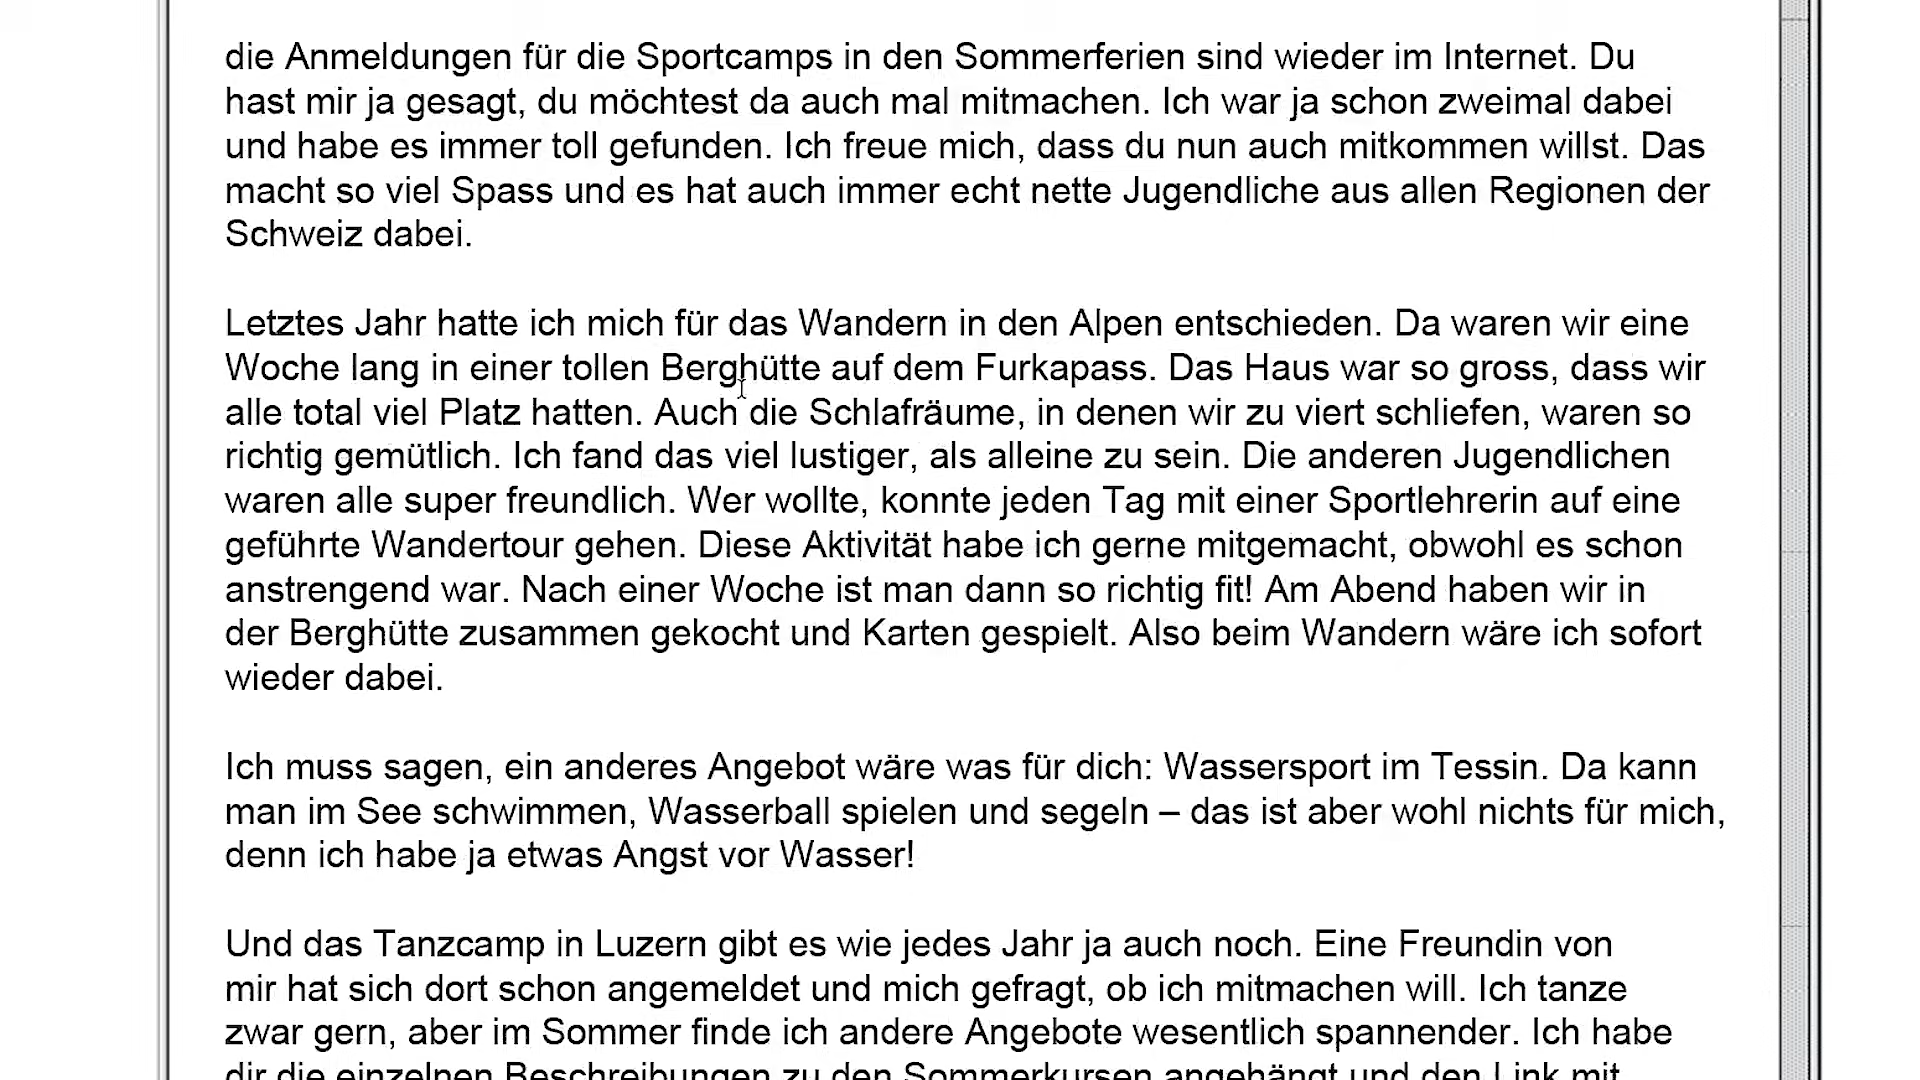 die Anmeldungen für die Sportcamps in den Sommerferien sind wieder im Internet. Du
hast mir ja gesagt, du möchtest da auch mal mitmachen. Ich war ja schon zweimal dabei
und habe es immer toll gefunden. Ich freue mich, dass du nun auch mitkommen willst. Das
macht so viel Spass und es hat auch immer echt nette Jugendliche aus allen Regionen der
Schweiz dabei.
Letztes Jahr hatte ich mich für das Wandern in den Alpen entschieden. Da waren wir eine
Woche lang in einer tollen Berghütte auf dem Furkapass. Das Haus war so gross, dass wir
alle total viel Platz hatten. Auch die Schlafräume, in denen wir zu viert schliefen, waren so
richtig gemütlich. Ich fand das viel lustiger, als alleine zu sein. Die anderen Jugendlichen
waren alle super freundlich. Wer wollte, konnte jeden Tag mit einer Sportlehrerin auf eine
geführte Wandertour gehen. Diese Aktivität habe ich gerne mitgemacht, obwohl es schon
anstrengend war. Nach einer Woche ist man dann so richtig fit! Am Abend haben wir in
der Berghütte zusammen gekocht und Karten gespielt. Also beim Wandern wäre ich sofort
wieder dabei.
Ich muss sagen, ein anderes Angebot wäre was für dich: Wassersport im Tessin. Da kann
man im See schwimmen, Wasserball spielen und segeln – das ist aber wohl nichts für mich,
denn ich habe ja etwas Angst vor Wasser!
Und das Tanzcamp in Luzern gibt es wie jedes Jahr ja auch noch. Eine Freundin von
mir hat sich dort schon angemeldet und mich gefragt, ob ich mitmachen will. Ich tanze
zwar gern, aber im Sommer finde ich andere Angebote wesentlich spannender. Ich habe
dir die einzelnen Beschreibungen zu den Sommerkursen angehängt und den Link mit